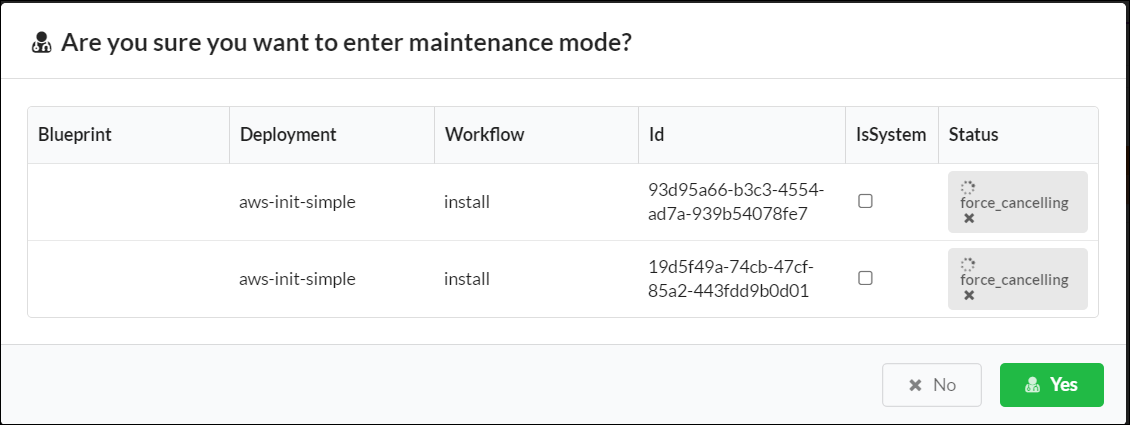 Are you sure you want to enter maintenance mode?
Blueprint Deployment Workflow Id IsSystem Status
aws-init-simple install 93d95a66-b3c3-4554-
ad7a-939b54078fe7
force_cancelling
aws-init-simple install 19d5f49a-74cb-47cf-
85a2-443fdd9b0d01
force_cancelling
No Yes